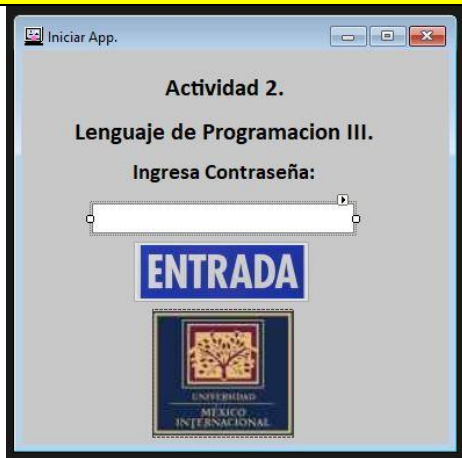 Iniciar App.
Actividad 2.
Lenguaje de Programacion III.
Ingresa Contraseña:
ENTRADA
UNIVERSIDAD
MÉXICO
INTERNACIONAL